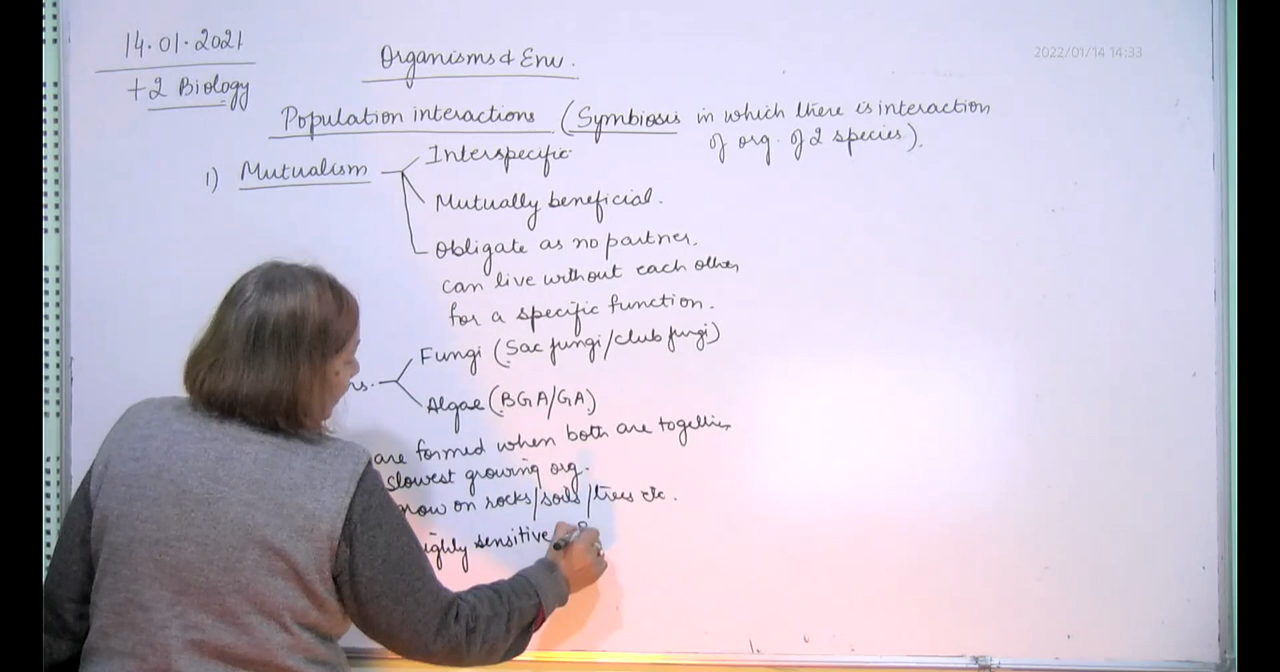 14.01.2021
2022/01/14 14:33
+2 Biology
Organisms & Env.
Population interactions (Symbiosis in which there is interaction
of org. of 2 species).
1) Mutualism
Interspecific
Mutually beneficial.
Obligate as no partner.
can live without each other
for a specific function.
Fungi (Sac fungi/club fungi)
Algae (BGA/GA)
are formed when both are together
slowest growing org.
on rocks/soils/trees etc.
sensitive